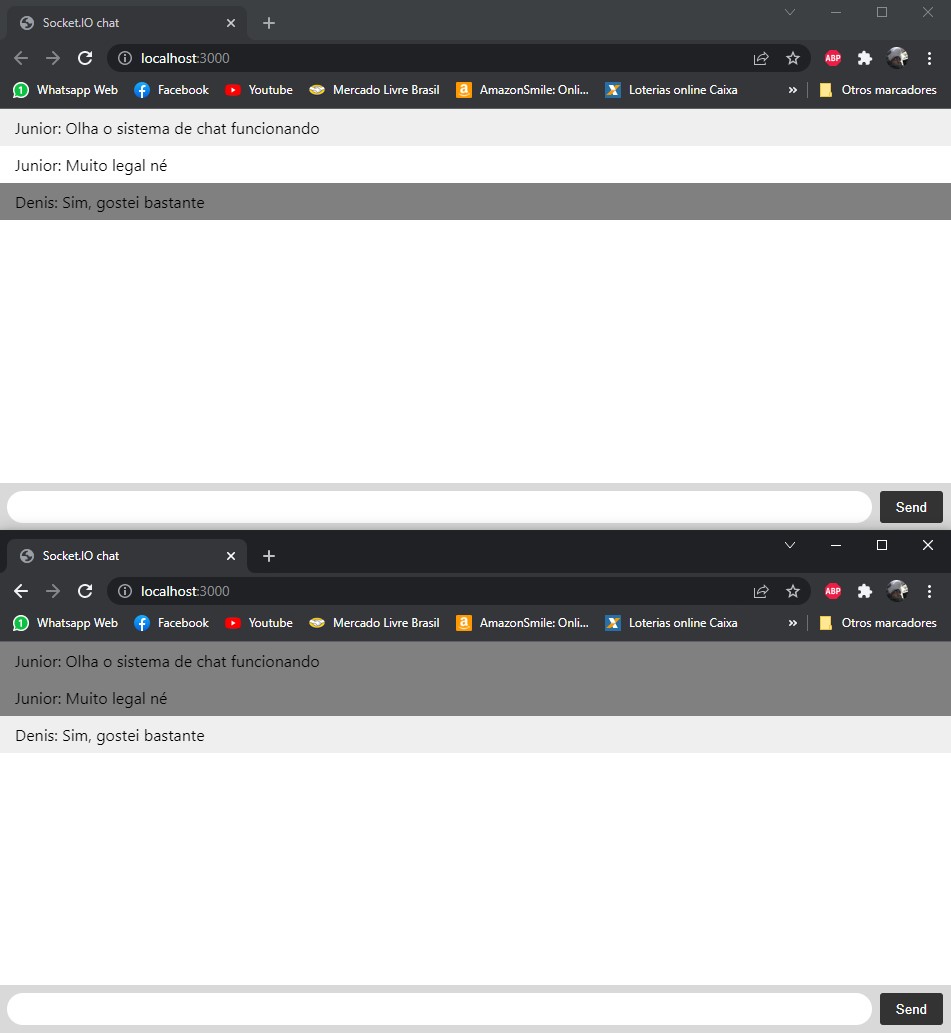 Socket.IO chat
localhost:3000
ABP
Whatsapp Web Facebook Youtube Mercado Livre Brasil AmazonSmile: Onli... Loterias online Caixa » Otros marcadores
Junior: Olha o sistema de chat funcionando
Junior: Muito legal né
Denis: Sim, gostei bastante
Send
Socket.IO chat
localhost:3000
ABP
Whatsapp Web Facebook Youtube Mercado Livre Brasil AmazonSmile: Onli... Loterias online Caixa » Otros marcadores
Junior: Olha o sistema de chat funcionando
Junior: Muito legal né
Denis: Sim, gostei bastante
Send